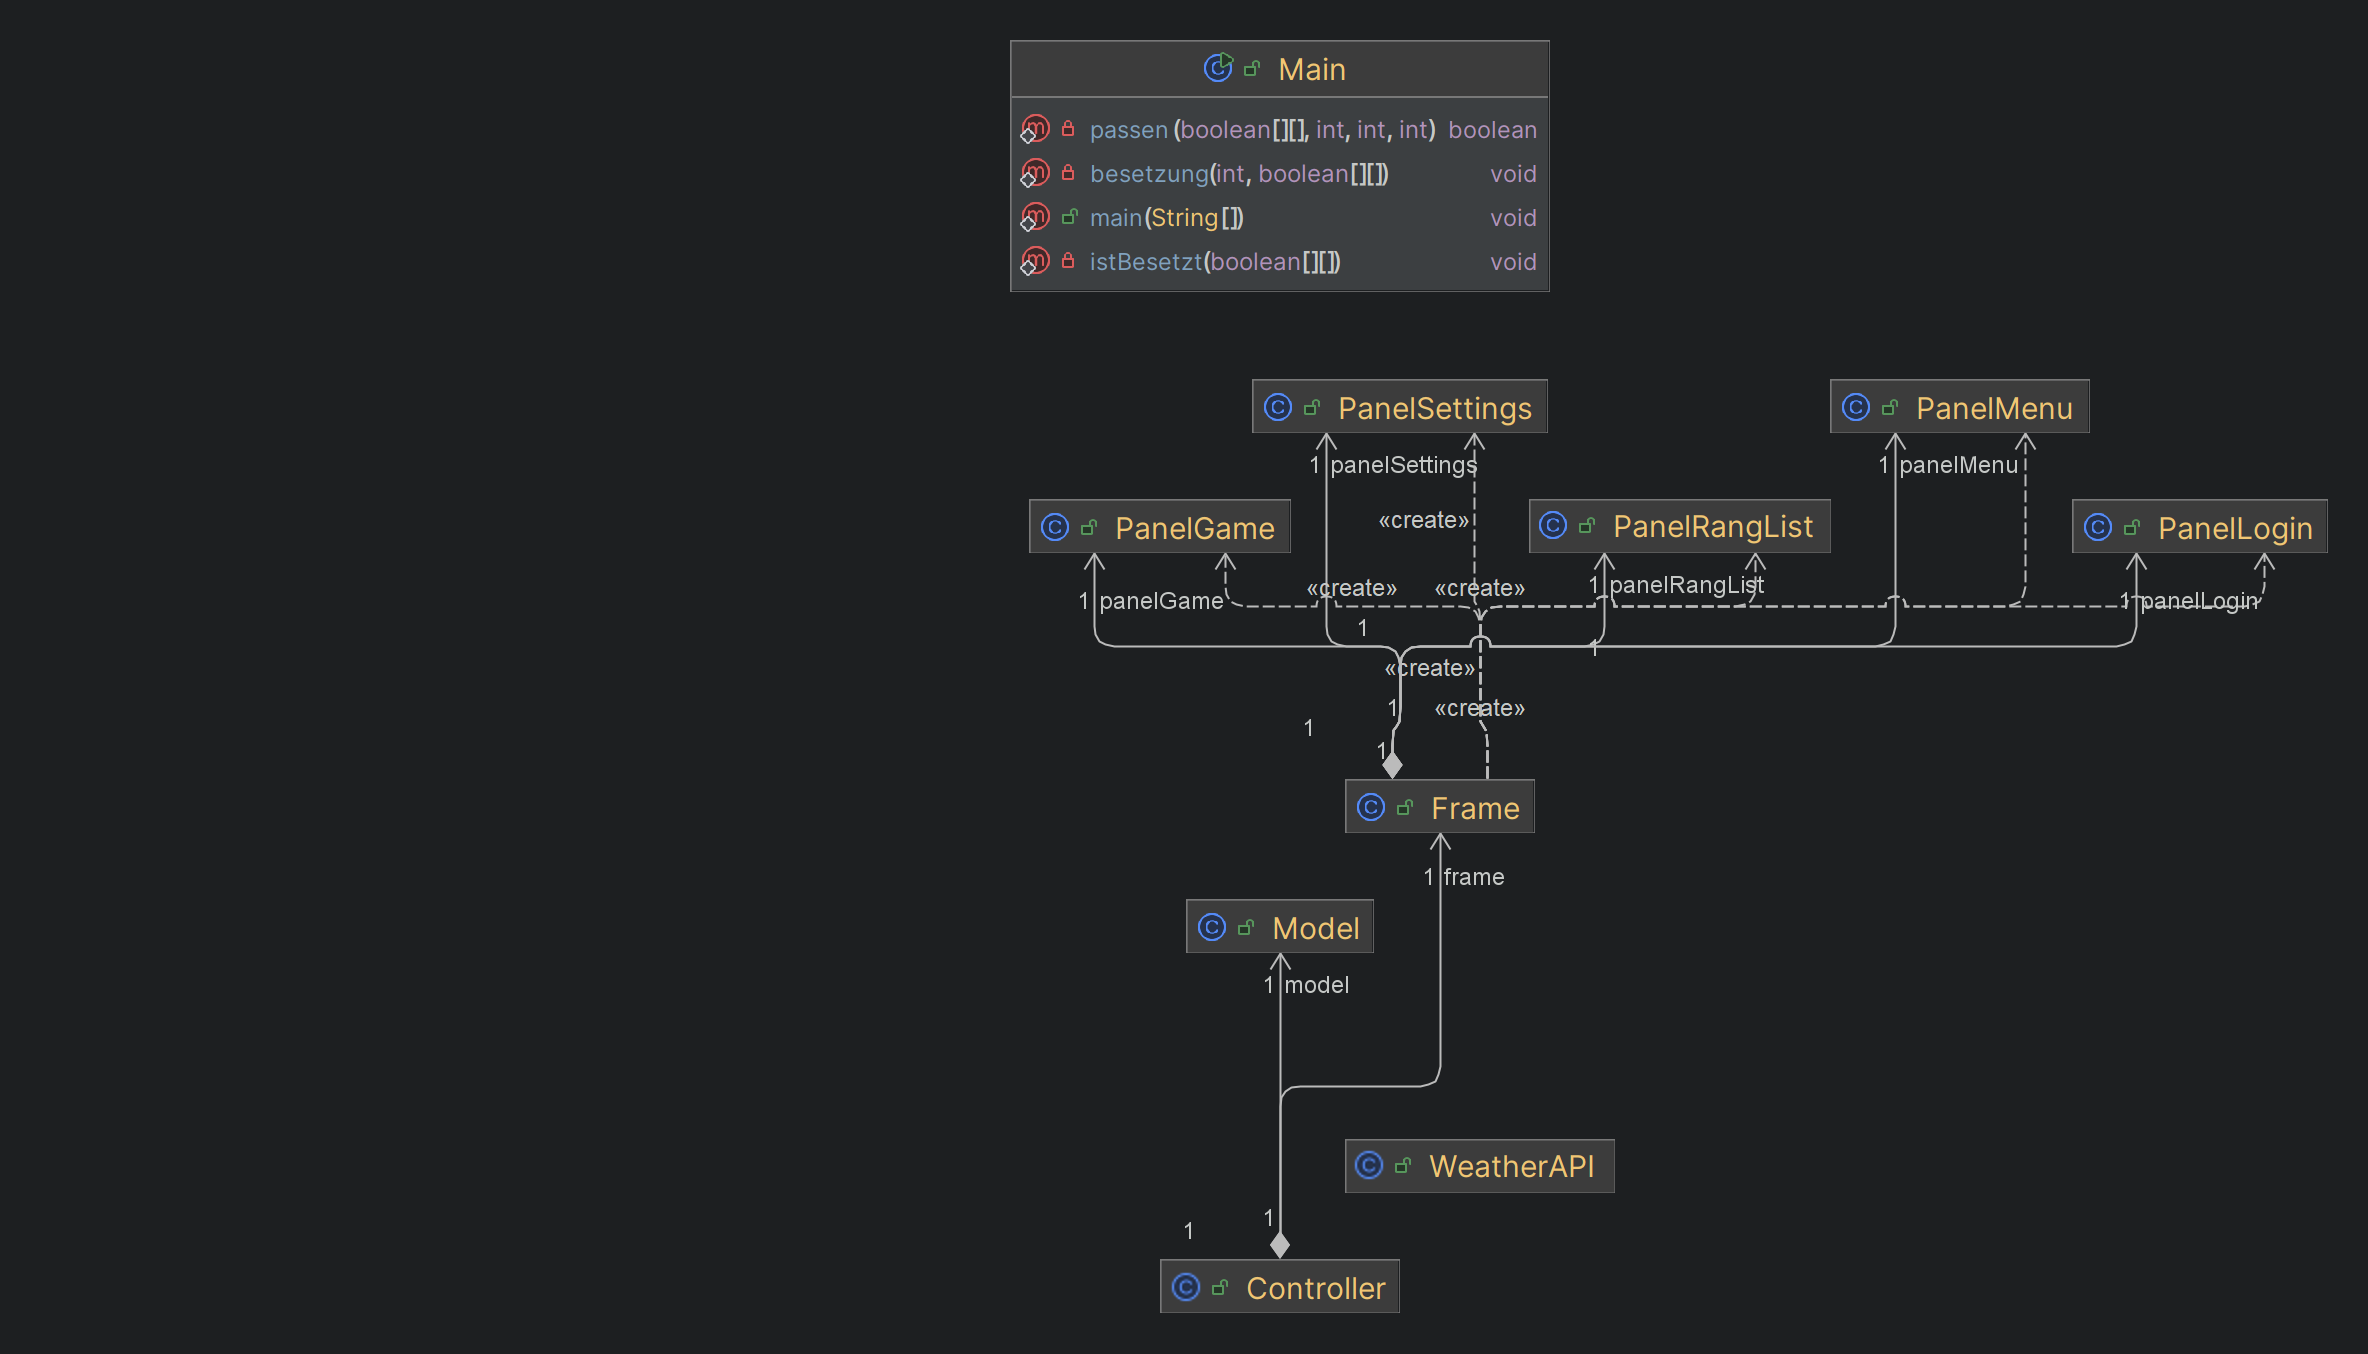 Main
passen(boolean[][], int, int, int) boolean
besetzung(int, boolean[][]) void
main(String[]) void
istBesetzt(boolean[][]) void
PanelSettings
PanelMenu
1 panelSettings
1 panelMenu
«create»
PanelGame
PanelRangList
PanelLogin
«create»
«create»
1 panelRangList
1 panelGame
1 panelLogin
1
1
«create»
1
«create»
1
1
Frame
1 frame
Model
1 model
WeatherAPI
1
1
Controller